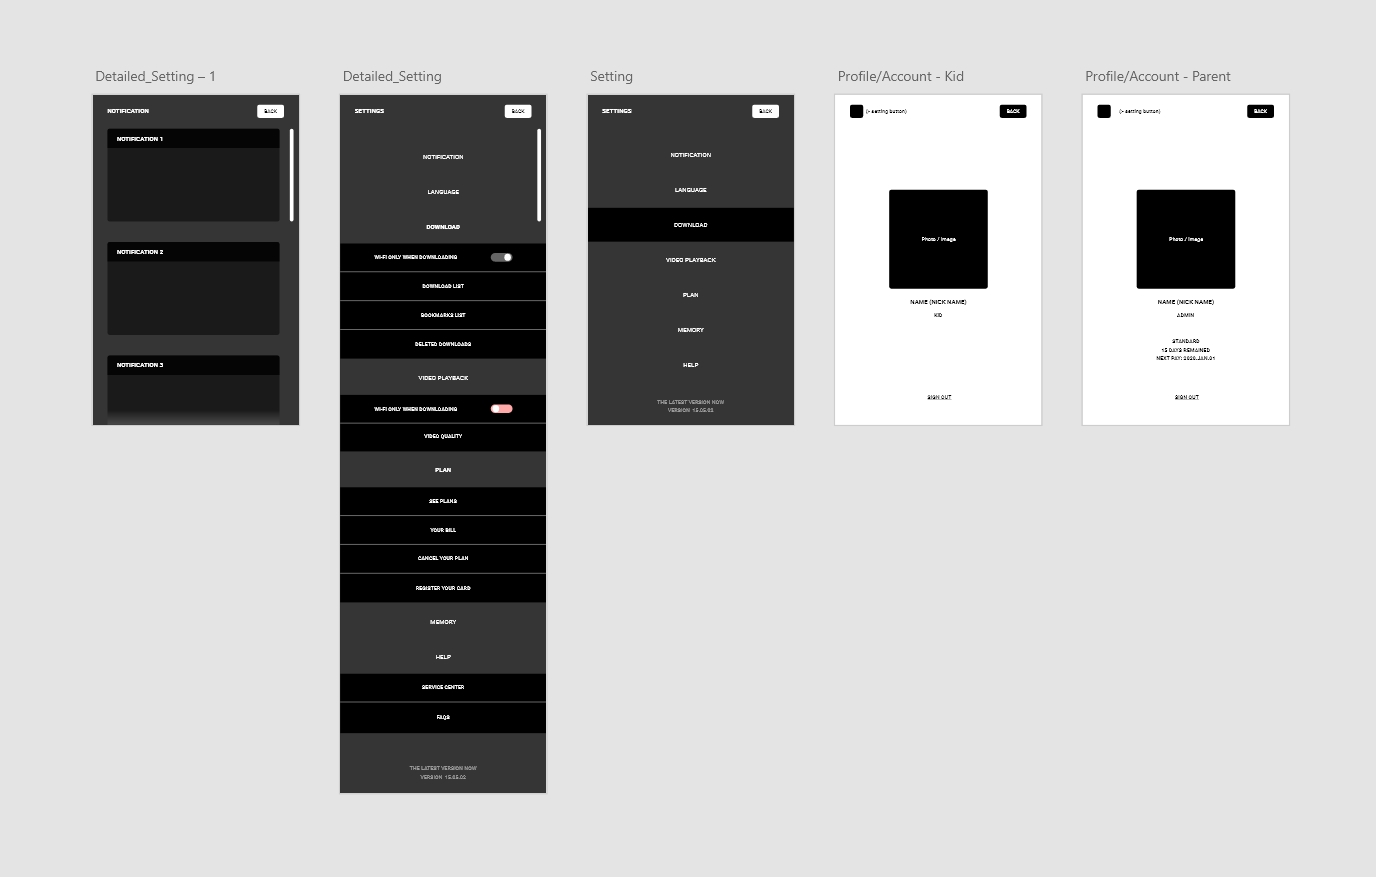 Detailed_Setting – 1
NOTIFICATION
BACK
NOTIFICATION 1
NOTIFICATION 2
NOTIFICATION 3
Detailed_Setting
SETTINGS
BACK
NOTIFICATION
LANGUAGE
DOWNLOAD
WI-FI ONLY WHEN DOWNLOADING
DOWNLOAD LIST
BOOKMARKS LIST
DELETED DOWNLOADS
VIDEO PLAYBACK
WI-FI ONLY WHEN DOWNLOADING
VIDEO QUALITY
PLAN
SEE PLANS
YOUR BILL
CANCEL YOUR PLAN
REGISTER YOUR CARD
MEMORY
HELP
SERVICE CENTER
FAQS
THE LATEST VERSION NOW
VERSION 15.05.02
Setting
SETTINGS
BACK
NOTIFICATION
LANGUAGE
DOWNLOAD
VIDEO PLAYBACK
PLAN
MEMORY
HELP
THE LATEST VERSION NOW
VERSION 15.05.02
Profile/Account - Kid
(- setting button)
BACK
Photo / Image
NAME (NICK NAME)
KID
SIGN OUT
Profile/Account - Parent
(- setting button)
BACK
Photo / Image
NAME (NICK NAME)
ADMIN
STANDARD
15 DAYS REMAINED
NEXT PAY: 2020.JAN.01
SIGN OUT